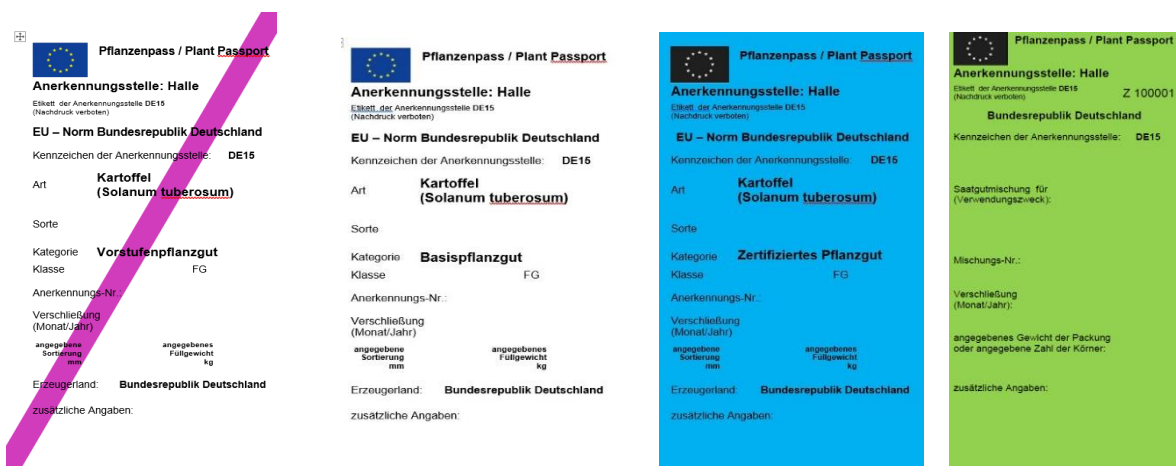 Pflanzenpass / Plant Passport
Anerkennungsstelle: Halle
Etikett der Anerkennungsstelle DE15
(Nachdruck verboten)
EU – Norm Bundesrepublik Deutschland
Kennzeichen der Anerkennungsstelle: DE15
Art Kartoffel
(Solanum tuberosum)
Sorte
Kategorie Vorstufenpflanzgut
Klasse FG
Anerkennungs-Nr.:
Verschließung
(Monat/Jahr)
angegebene angegebenes
Sortierung Füllgewicht
mm kg
Erzeugerland: Bundesrepublik Deutschland
zusätzliche Angaben:
Pflanzenpass / Plant Passport
Anerkennungsstelle: Halle
Etikett der Anerkennungsstelle DE15
(Nachdruck verboten)
EU – Norm Bundesrepublik Deutschland
Kennzeichen der Anerkennungsstelle: DE15
Art Kartoffel
(Solanum tuberosum)
Sorte
Kategorie Basispflanzgut
Klasse FG
Anerkennungs-Nr.:
Verschließung
(Monat/Jahr)
angegebene angegebenes
Sortierung Füllgewicht
mm kg
Erzeugerland: Bundesrepublik Deutschland
zusätzliche Angaben:
Pflanzenpass / Plant Passport
Anerkennungsstelle: Halle
Etikett der Anerkennungsstelle DE15
(Nachdruck verboten)
EU – Norm Bundesrepublik Deutschland
Kennzeichen der Anerkennungsstelle: DE15
Art Kartoffel
(Solanum tuberosum)
Sorte
Kategorie Zertifiziertes Pflanzgut
Klasse FG
Anerkennungs-Nr.:
Verschließung
(Monat/Jahr)
angegebene angegebenes
Sortierung Füllgewicht
mm kg
Erzeugerland: Bundesrepublik Deutschland
zusätzliche Angaben:
Pflanzenpass / Plant Passport
Anerkennungsstelle: Halle
Etikett der Anerkennungsstelle DE15
(Nachdruck verboten) Z 100001
Bundesrepublik Deutschland
Kennzeichen der Anerkennungsstelle: DE15
Saatgutmischung für
(Verwendungszweck):
Mischungs-Nr.:
Verschließung
(Monat/Jahr):
angegebenes Gewicht der Packung
oder angegebene Zahl der Körner:
zusätzliche Angaben: